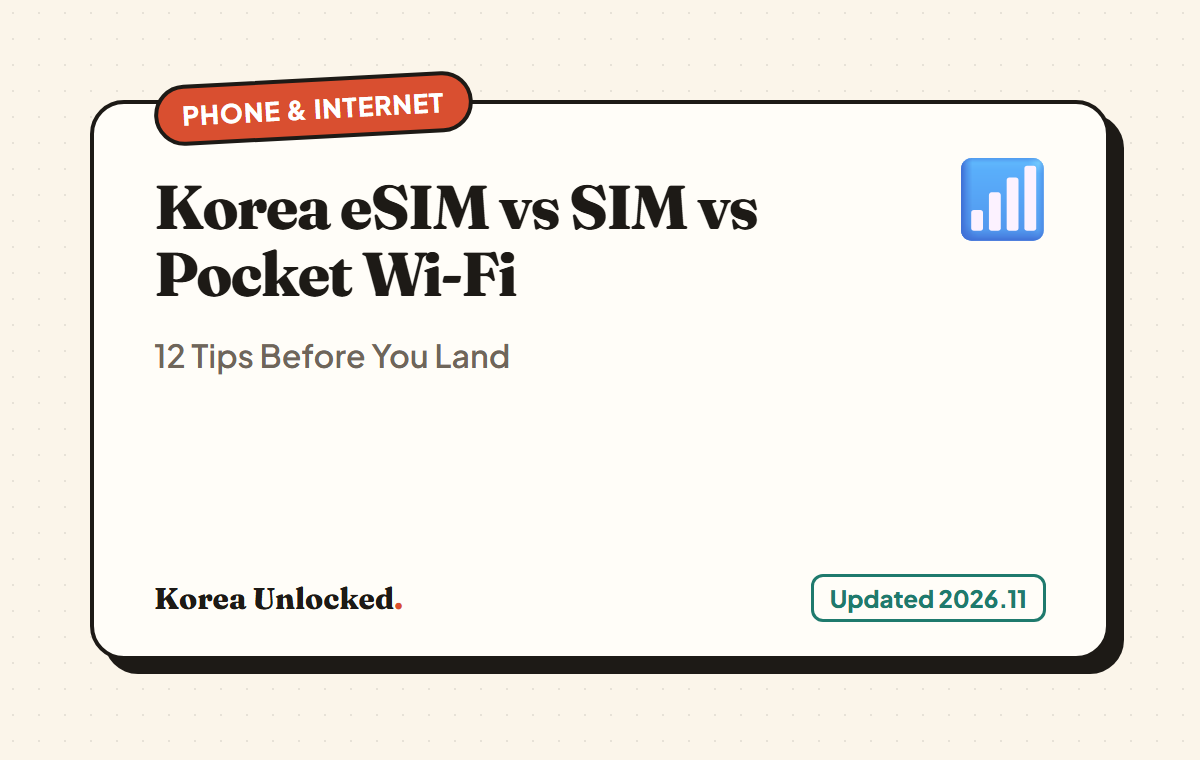 PHONE & INTERNET
Korea eSIM vs SIM vs
Pocket Wi-Fi
12 Tips Before You Land
Korea Unlocked.
Updated 2026.11